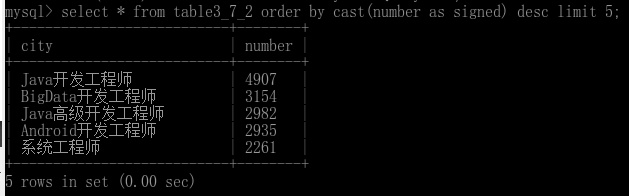 mysql> select * from table3_7_2 order by cast(number as signed) desc limit 5;
+---------------------------+--------+
| city | number |
+---------------------------+--------+
| Java开发工程师 | 4907 |
| BigData开发工程师 | 3154 |
| Java高级开发工程师 | 2982 |
| Android开发工程师 | 2935 |
| 系统工程师 | 2261 |
+---------------------------+--------+
5 rows in set (0.00 sec)